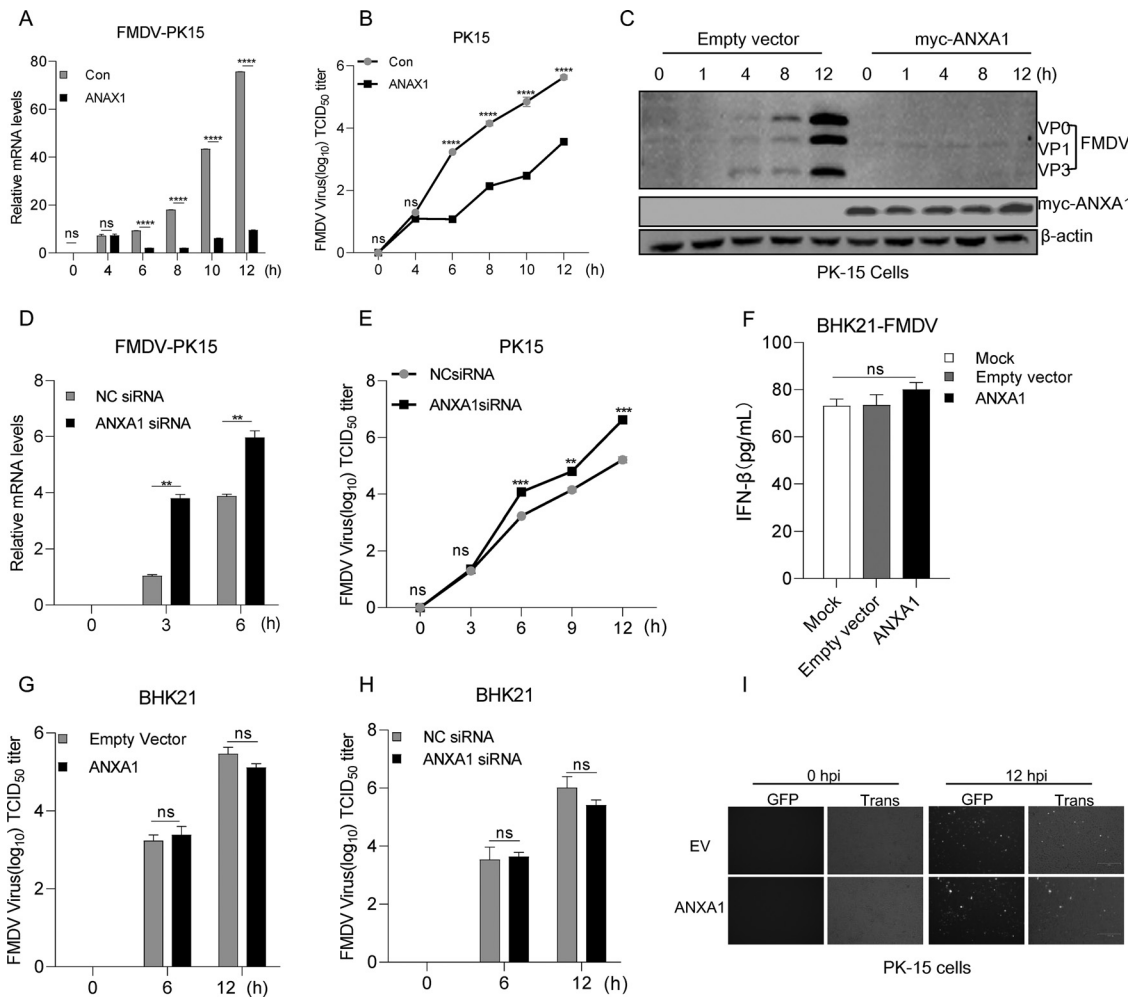 A
FMDV-PK15
Con
ANAX1
Relative mRNA levels
80
60
40
20
10
0
ns
ns
****
****
****
****
0 4 6 8 10 12 (h)
B
PK15
Con
ANAX1
FMDV Virus(log10) TCID50 titer
6
4
2
0
ns
ns
****
****
****
****
0 4 6 8 10 12 (h)
C
Empty vector myc-ANXA1
0 1 4 8 12 0 1 4 8 12 (h)
VP0
VP1
VP3
FMDV
myc-ANXA1
β-actin
PK-15 Cells
D
FMDV-PK15
NC siRNA
ANXA1 siRNA
Relative mRNA levels
8
6
4
2
0
**
**
0 3 6 (h)
E
PK15
NCsiRNA
ANXA1siRNA
FMDV Virus(log10) TCID50 titer
8
6
4
2
0
ns
ns
***
**
***
0 3 6 9 12 (h)
F
BHK21-FMDV
Mock
Empty vector
ANXA1
IFN-β(pg/mL)
100
80
60
40
20
0
ns
Mock
Empty vector
ANXA1
G
BHK21
Empty Vector
ANXA1
FMDV Virus(log10) TCID50 titer
6
4
2
0
ns
ns
0 6 12 (h)
H
BHK21
NC siRNA
ANXA1 siRNA
FMDV Virus(log10) TCID50 titer
8
6
4
2
0
ns
ns
0 6 12 (h)
I
0 hpi 12 hpi
GFP Trans GFP Trans
EV
ANXA1
PK-15 cells